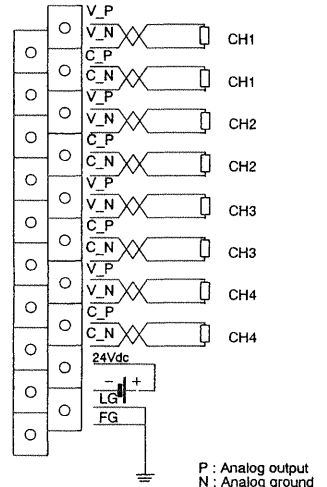 V_P
V_N
CH1
C_P
C_N
CH1
V_P
V_N
CH2
C_P
C_N
CH2
V_P
V_N
CH3
C_P
C_N
CH3
V_P
V_N
CH4
C_P
C_N
CH4
24Vdc
- +
LG
FG
P : Analog output
N : Analog ground